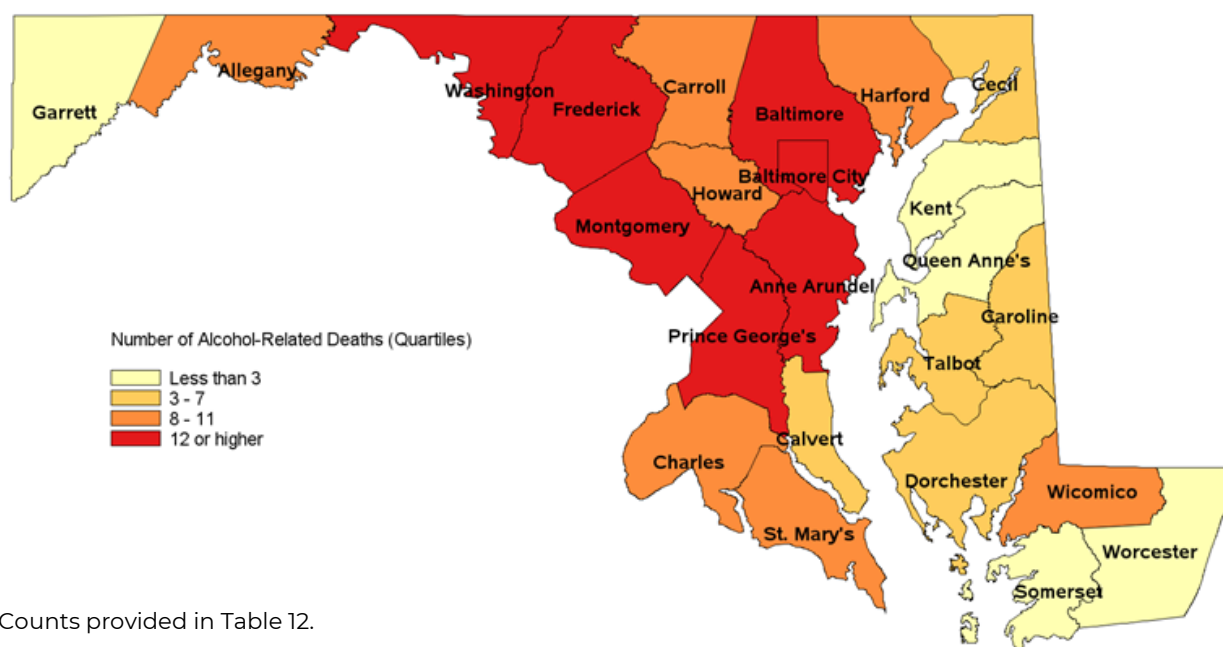 Garrett
Allegany
Washington
Frederick
Carroll
Baltimore
Harford
Cecil
Baltimore City
Howard
Montgomery
Kent
Queen Anne's
Anne Arundel
Prince George's
Caroline
Talbot
Calvert
Charles
Dorchester
Wicomico
St. Mary's
Worcester
Somerset
Number of Alcohol-Related Deaths (Quartiles)
Less than 3
3 - 7
8 - 11
12 or higher
Counts provided in Table 12.